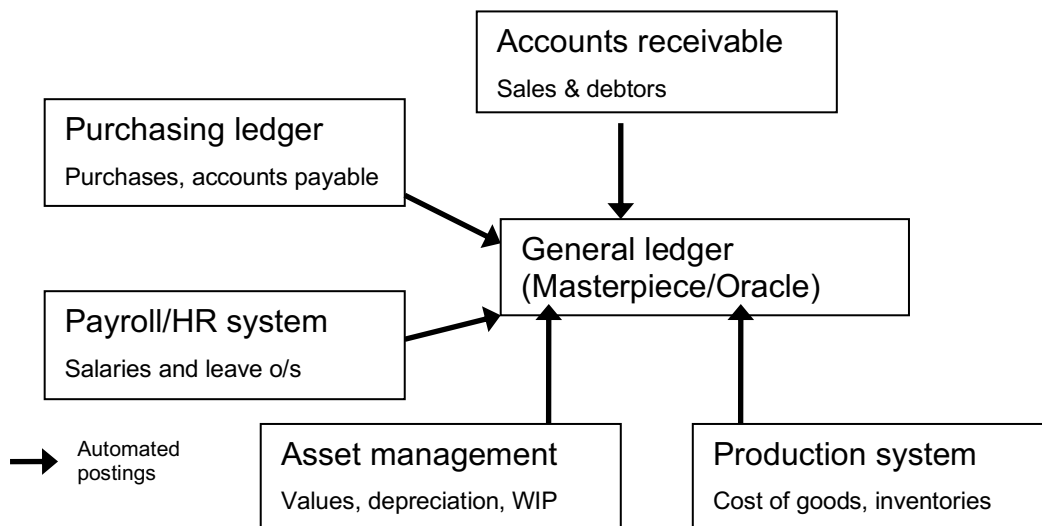 Accounts receivable
Sales & debtors
Purchasing ledger
Purchases, accounts payable
General ledger
(Masterpiece/Oracle)
Payroll/HR system
Salaries and leave o/s
Automated
postings
Asset management
Values, depreciation, WIP
Production system
Cost of goods, inventories